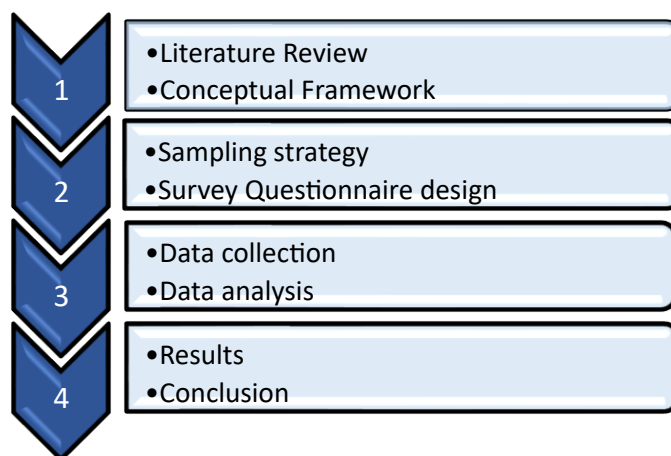 1
•Literature Review
•Conceptual Framework
2
•Sampling strategy
•Survey Questionnaire design
3
•Data collection
•Data analysis
4
•Results
•Conclusion